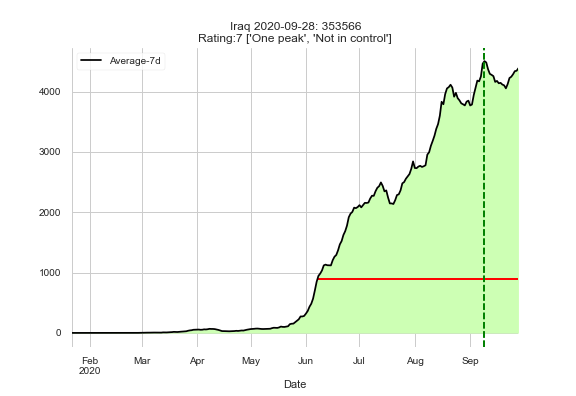 Iraq 2020-09-28: 353566
Rating:7 ['One peak', 'Not in control']
Average-7d
4000
3000
2000
1000
0
Feb Mar Apr May Jun Jul Aug Sep
2020
Date